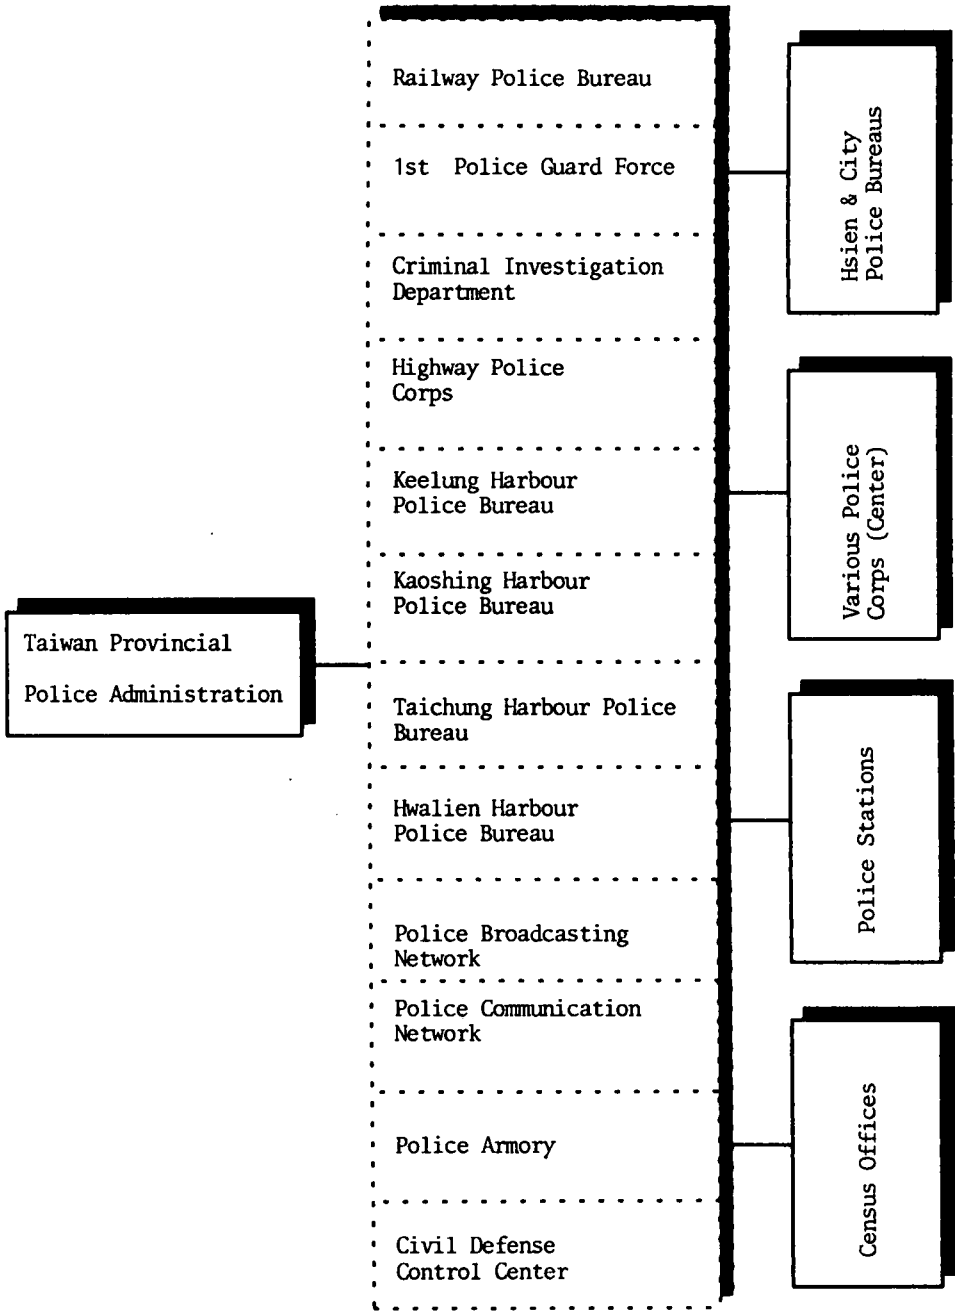 Taiwan Provincial
Police Administration
Railway Police Bureau
1st Police Guard Force
Criminal Investigation
Department
Highway Police
Corps
Keelung Harbour
Police Bureau
Kaoshing Harbour
Police Bureau
Taichung Harbour Police
Bureau
Hwalien Harbour
Police Bureau
Police Broadcasting
Network
Police Communication
Network
Police Armory
Civil Defense
Control Center
Hsien & City
Police Bureaus
Various Police
Corps (Center)
Police Stations
Census Offices